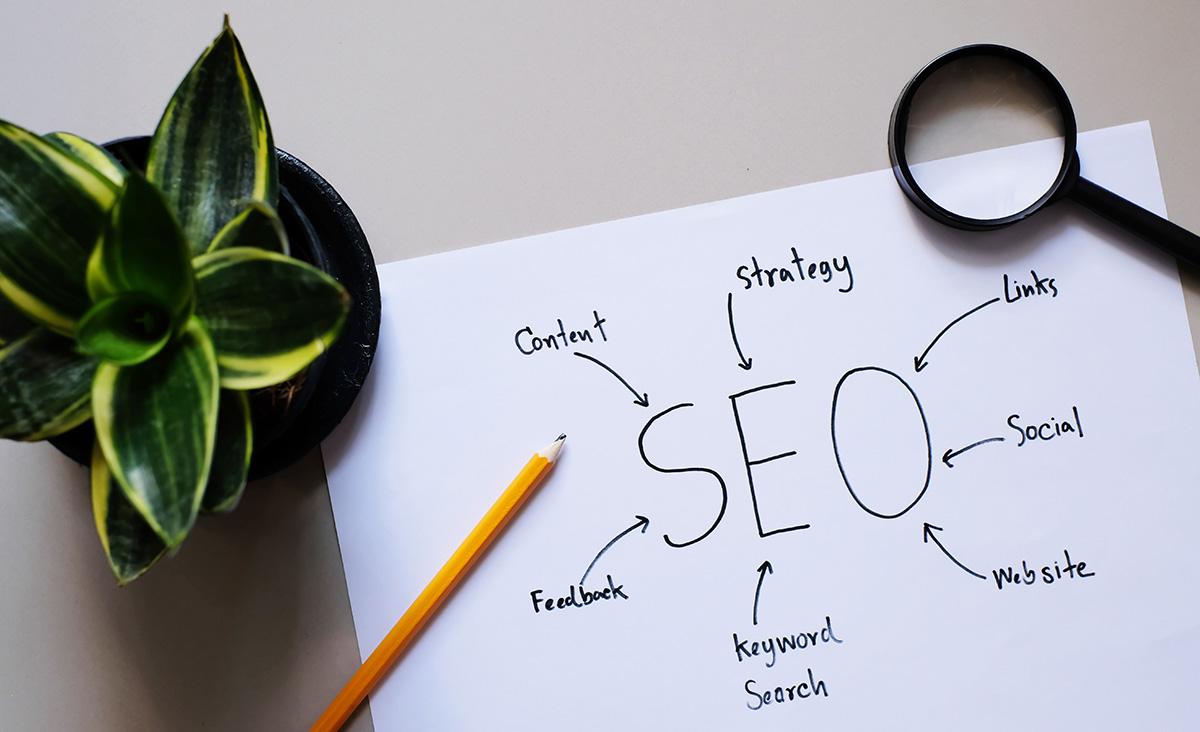 strategy
Links
Content
SEO
Social
Feedback
Website
keyword
Search